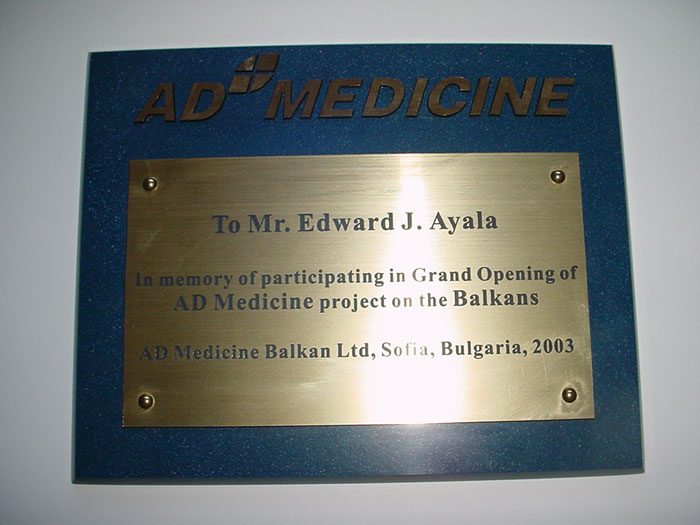 AD MEDICINE
To Mr. Edward J. Ayala
In memory of participating in Grand Opening of
AD Medicine project on the Balkans
AD Medicine Balkan Ltd, Sofia, Bulgaria, 2003